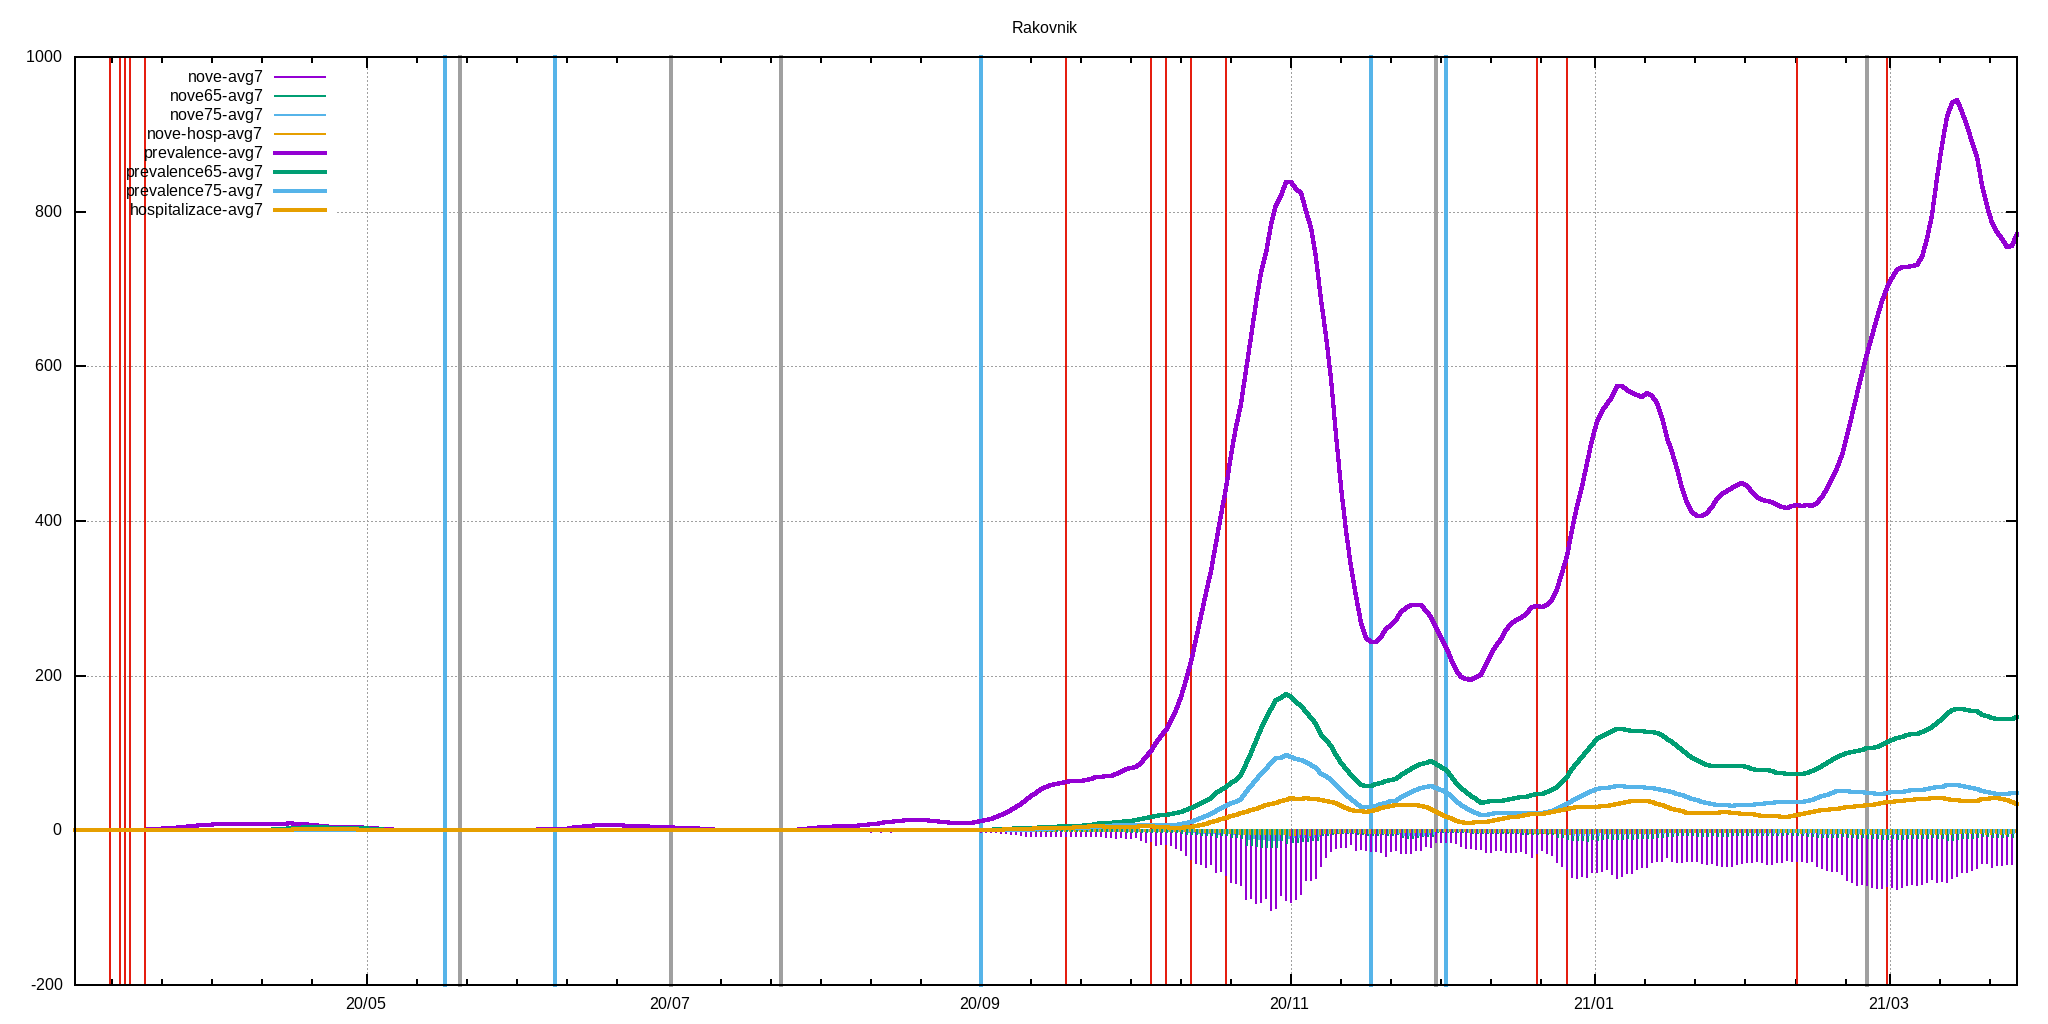 Rakovnik
1000
800
600
400
200
0
-200
nove-avg7
nove65-avg7
nove75-avg7
nove-hosp-avg7
prevalence-avg7
prevalence65-avg7
prevalence75-avg7
hospitalizace-avg7
20/05 20/07 20/09 20/11 21/01 21/03